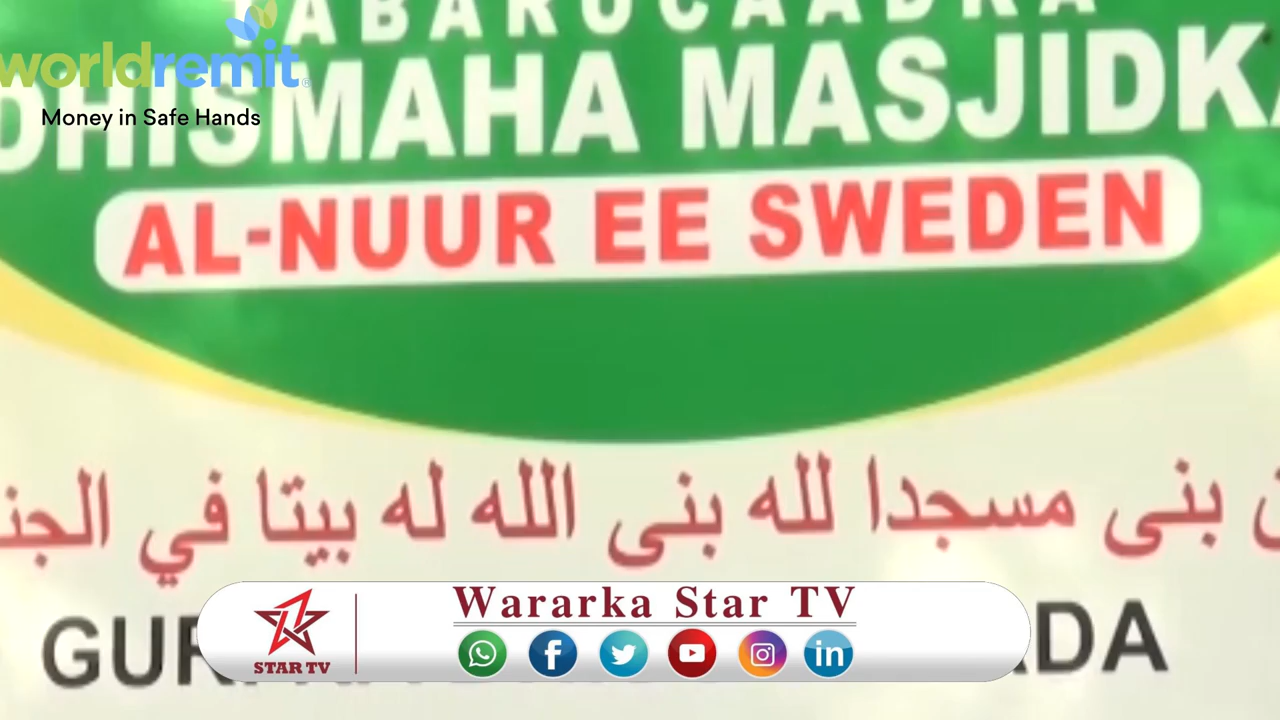 TABARUCAADKA
worldremit
Money in Safe Hands
DHISMAHA MASJIDKA
AL-NUUR EE SWEDEN
بنى مسجدا لله بنى الله له بيتا في الجن
Wararka Star TV
STAR TV